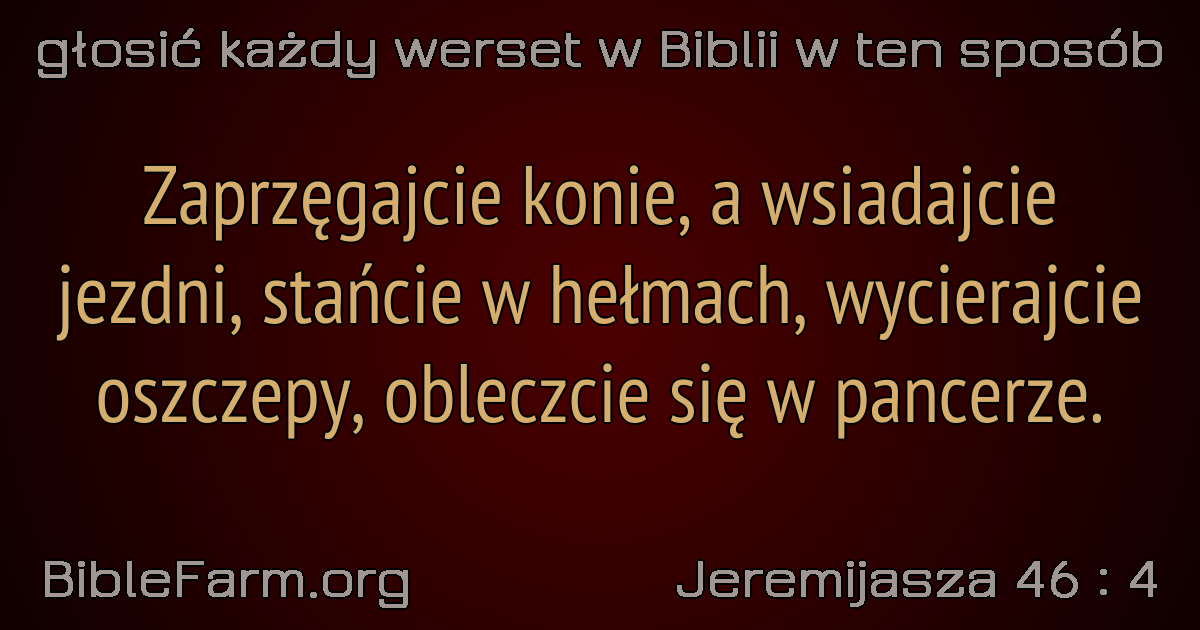 głosić każdy werset w Biblii w ten sposób
Zaprzęgajcie konie, a wsiadajcie
jezdni, stańcie w hełmach, wycierajcie
oszczepy, obleczcie się w pancerze.
BibleFarm.org
Jeremijasza 46 : 4